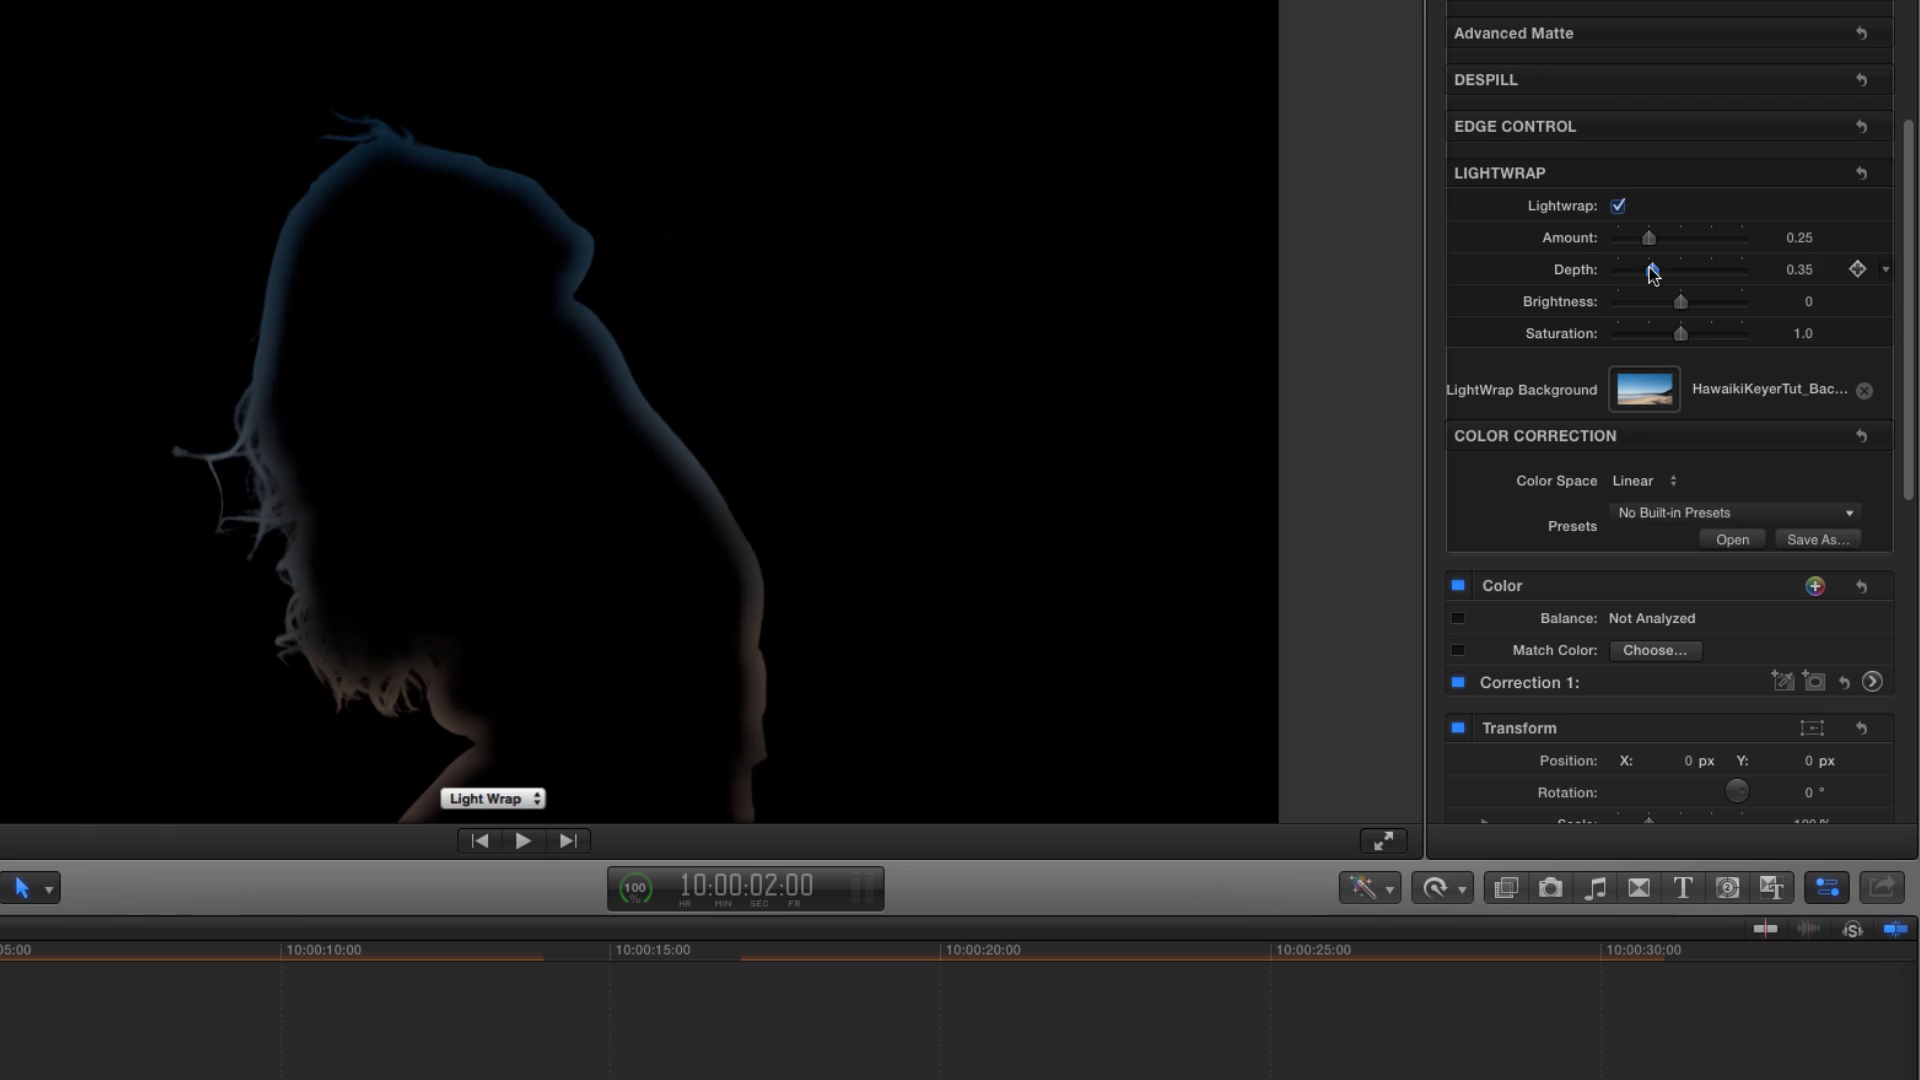 Advanced Matte
DESPILL
EDGE CONTROL
LIGHTWRAP
Lightwrap:
Amount: 0.25
Depth: 0.35
Brightness: 0
Saturation: 1.0
LightWrap Background HawaikiKeyerTut_Bac...
COLOR CORRECTION
Color Space Linear
Presets No Built-in Presets
Open Save As...
Color
Balance: Not Analyzed
Match Color: Choose...
Correction 1:
Transform
Position: X: 0 px Y: 0 px
Rotation: 0 °
Scale: 100 %
Light Wrap
100 %
10:00:02:00
HR MIN SEC FR
05:00 10:00:10:00 10:00:15:00 10:00:20:00 10:00:25:00 10:00:30:00